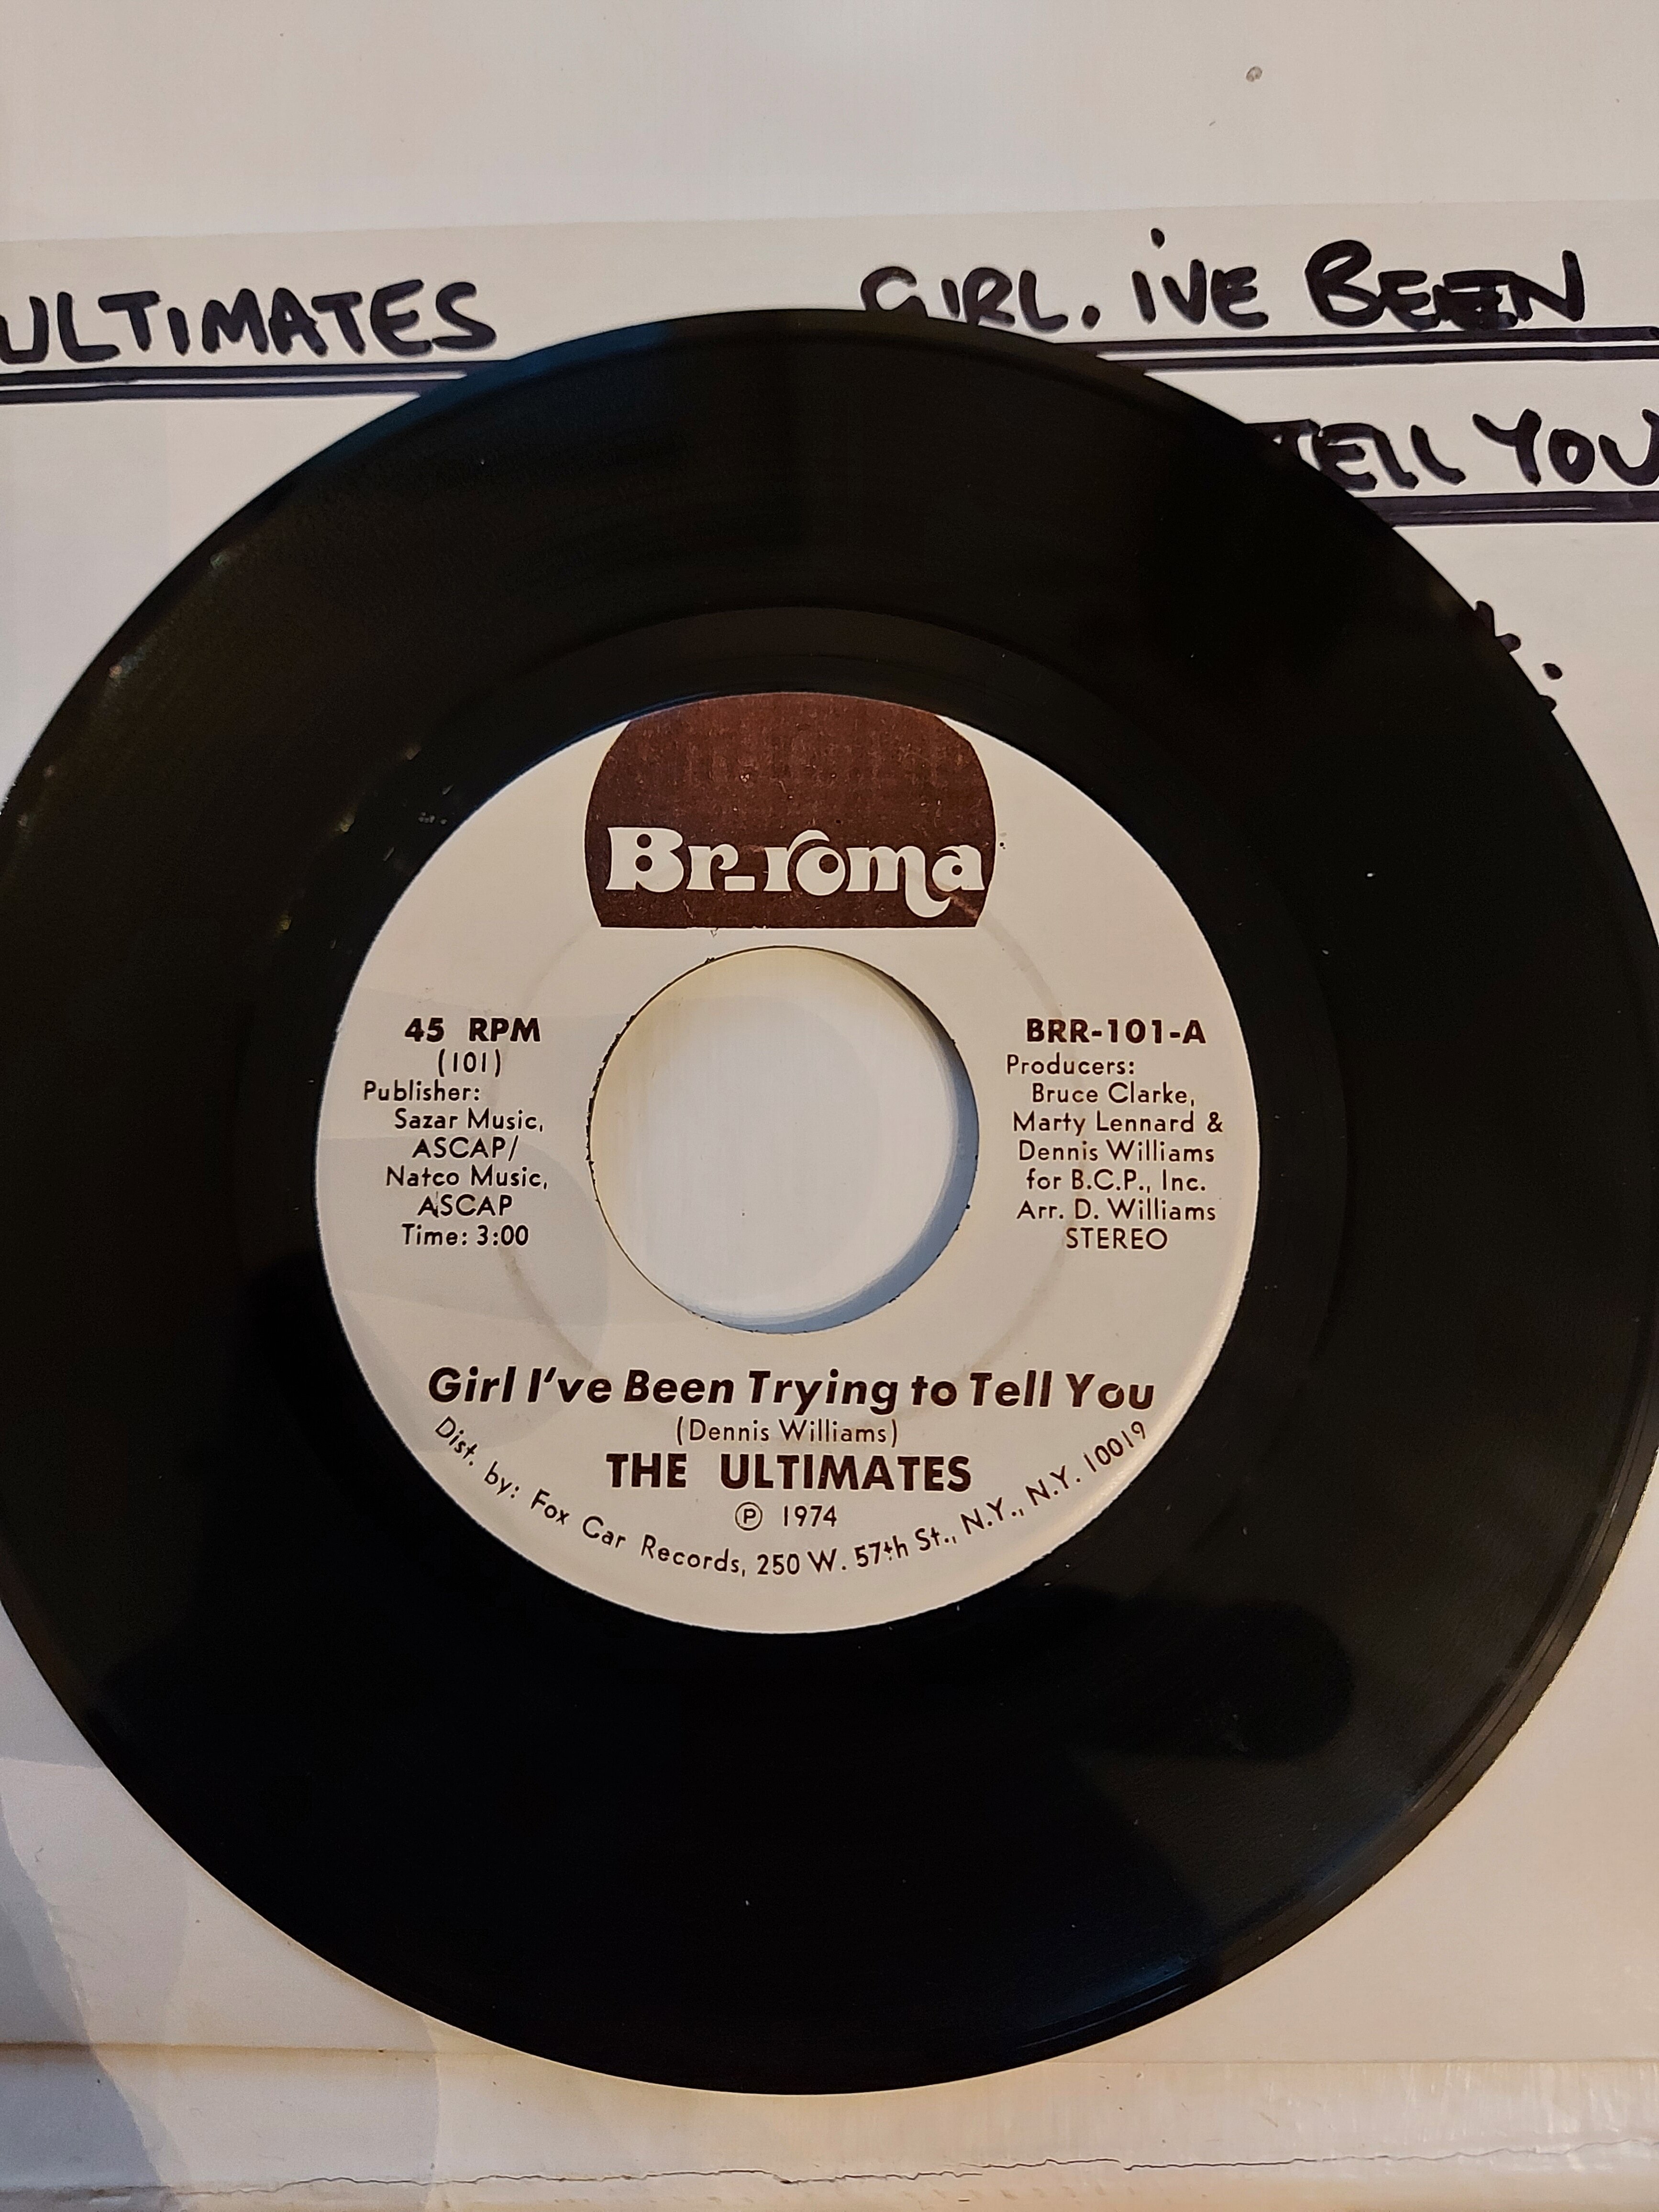 ULTIMATES
GIRL. I'VE BEEN
TELL YOU
Br-roma
45 RPM
(101)
Publisher:
Sazar Music,
ASCAP/
Natco Music,
ASCAP
Time: 3:00
BRR-101-A
Producers:
Bruce Clarke,
Marty Lennard &
Dennis Williams
for B.C.P., Inc.
Arr. D. Williams
STEREO
Girl I've Been Trying to Tell You
(Dennis Williams)
THE ULTIMATES
Ⓟ 1974
Dist. by: Fox Car Records, 250 W. 57th St., N.Y., N.Y. 10019